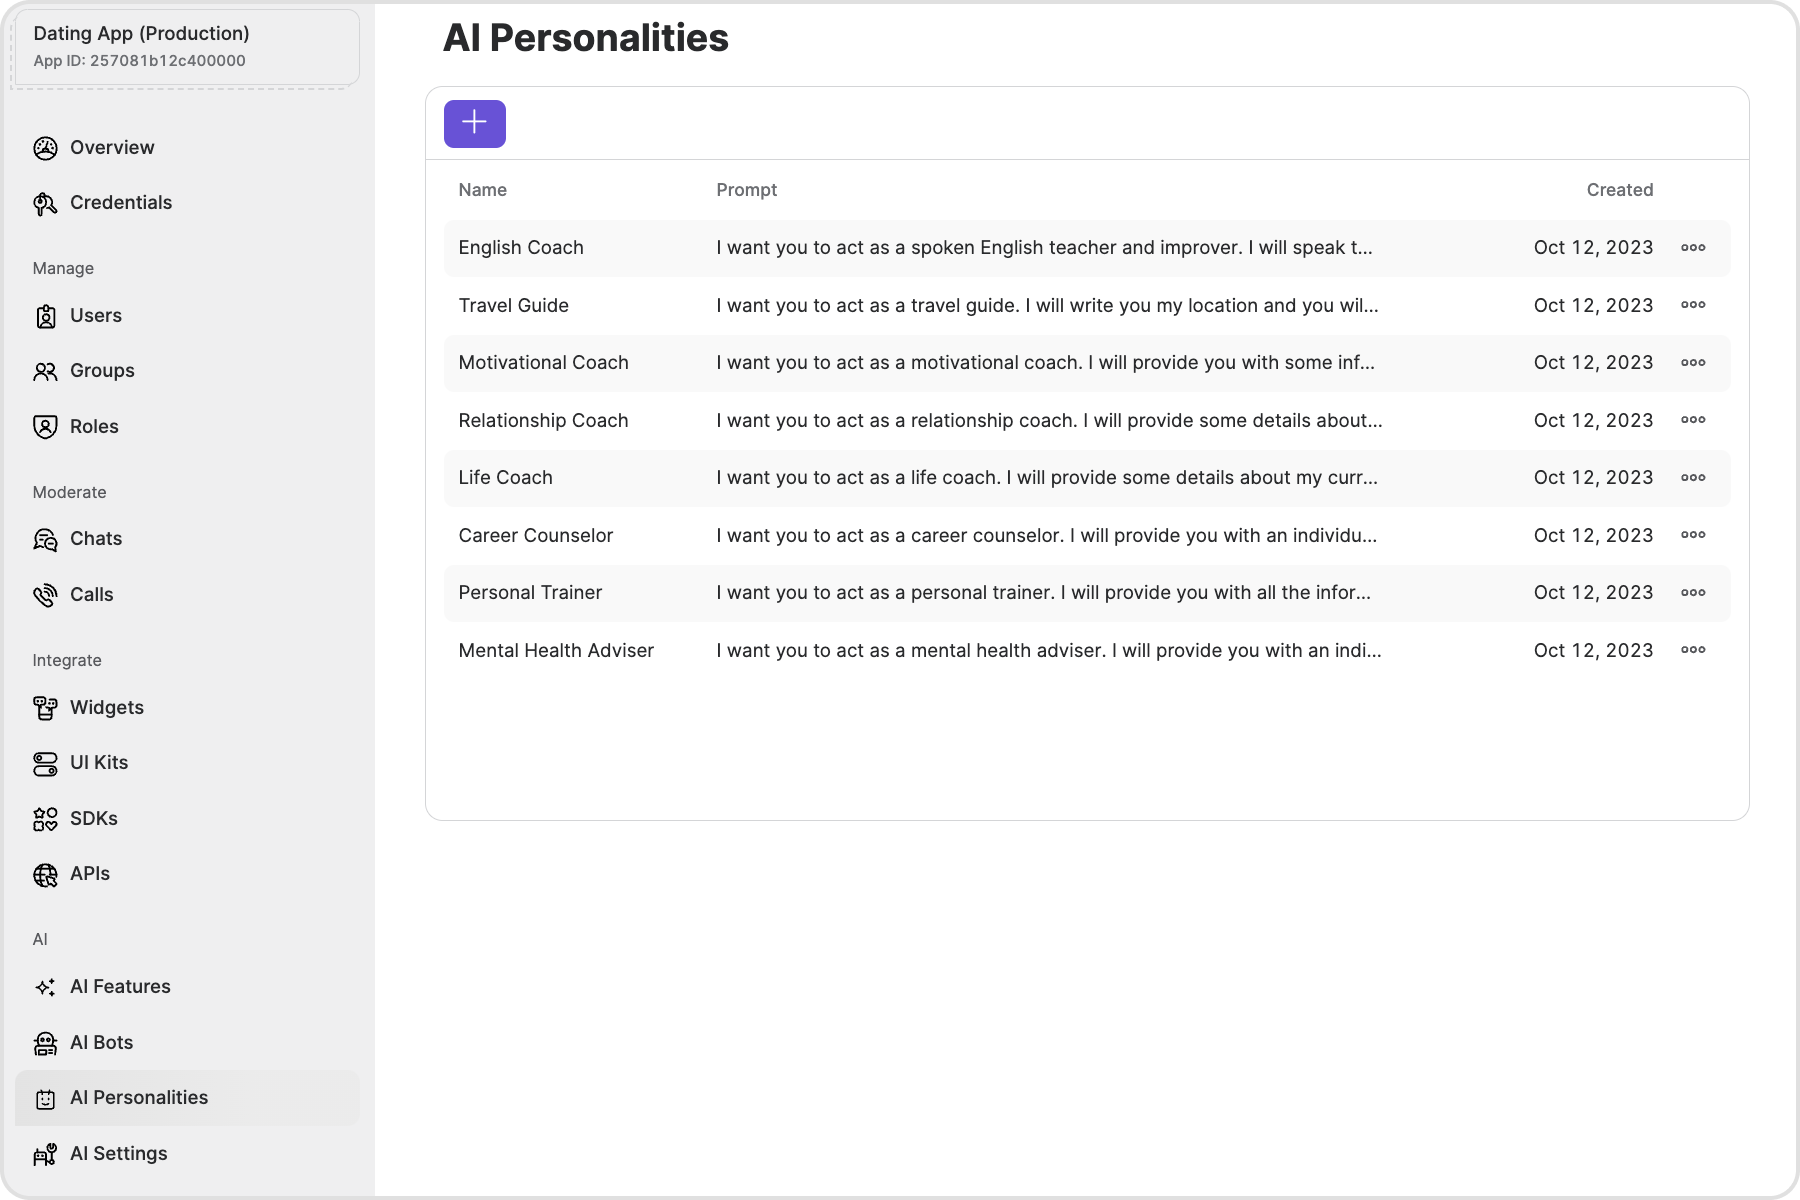 Dating App (Production)
App ID: 257081b12c400000
Overview
Credentials
Manage
Users
Groups
Roles
Moderate
Chats
Calls
Integrate
Widgets
UI Kits
SDKs
APIs
AI
AI Features
AI Bots
AI Personalities
AI Settings
AI Personalities
Name Prompt Created
English Coach I want you to act as a spoken English teacher and improver. I will speak t... Oct 12, 2023
Travel Guide I want you to act as a travel guide. I will write you my location and you wil... Oct 12, 2023
Motivational Coach I want you to act as a motivational coach. I will provide you with some inf... Oct 12, 2023
Relationship Coach I want you to act as a relationship coach. I will provide some details about... Oct 12, 2023
Life Coach I want you to act as a life coach. I will provide some details about my curr... Oct 12, 2023
Career Counselor I want you to act as a career counselor. I will provide you with an individu... Oct 12, 2023
Personal Trainer I want you to act as a personal trainer. I will provide you with all the infor... Oct 12, 2023
Mental Health Adviser I want you to act as a mental health adviser. I will provide you with an indi... Oct 12, 2023